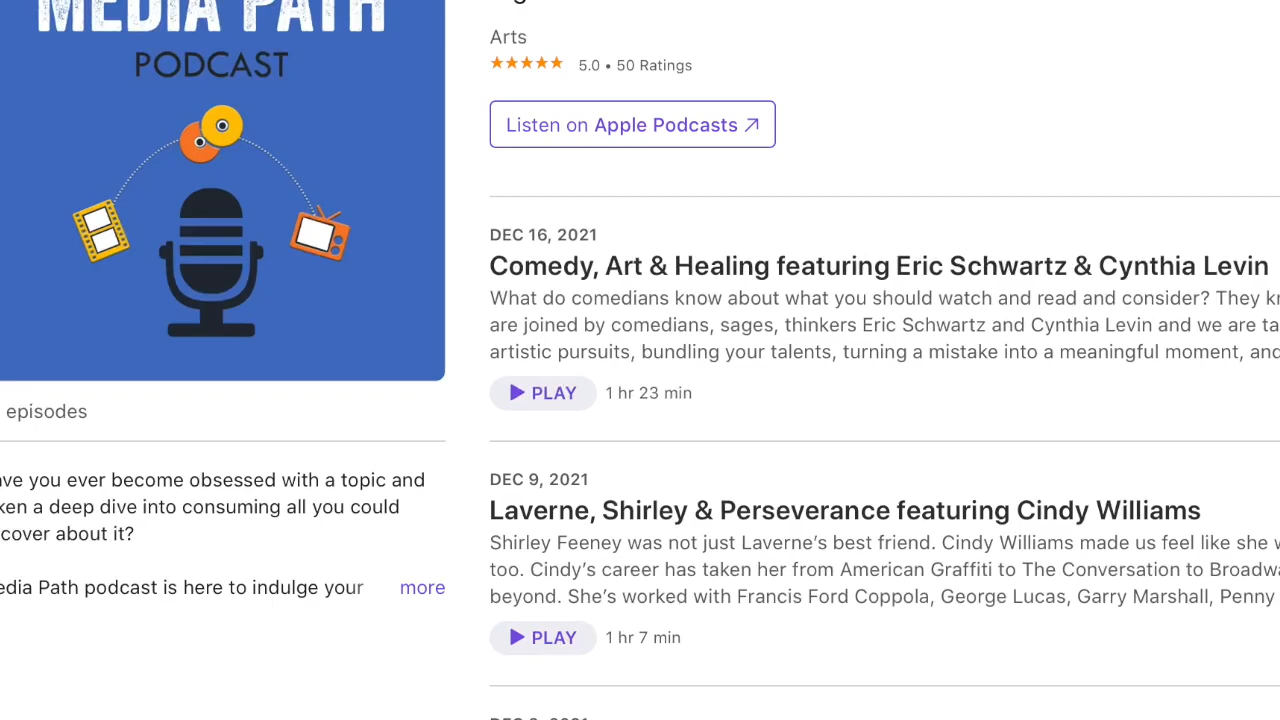 MEDIA PATH
PODCAST
episodes
ve you ever become obsessed with a topic and
ken a deep dive into consuming all you could
cover about it?
edia Path podcast is here to indulge your more
Arts
5.0 • 50 Ratings
Listen on Apple Podcasts
DEC 16, 2021
Comedy, Art & Healing featuring Eric Schwartz & Cynthia Levin
What do comedians know about what you should watch and read and consider? They kn
are joined by comedians, sages, thinkers Eric Schwartz and Cynthia Levin and we are ta
artistic pursuits, bundling your talents, turning a mistake into a meaningful moment, and
PLAY 1 hr 23 min
DEC 9, 2021
Laverne, Shirley & Perseverance featuring Cindy Williams
Shirley Feeney was not just Laverne's best friend. Cindy Williams made us feel like she w
too. Cindy's career has taken her from American Graffiti to The Conversation to Broadwa
beyond. She's worked with Francis Ford Coppola, George Lucas, Garry Marshall, Penny
PLAY 1 hr 7 min